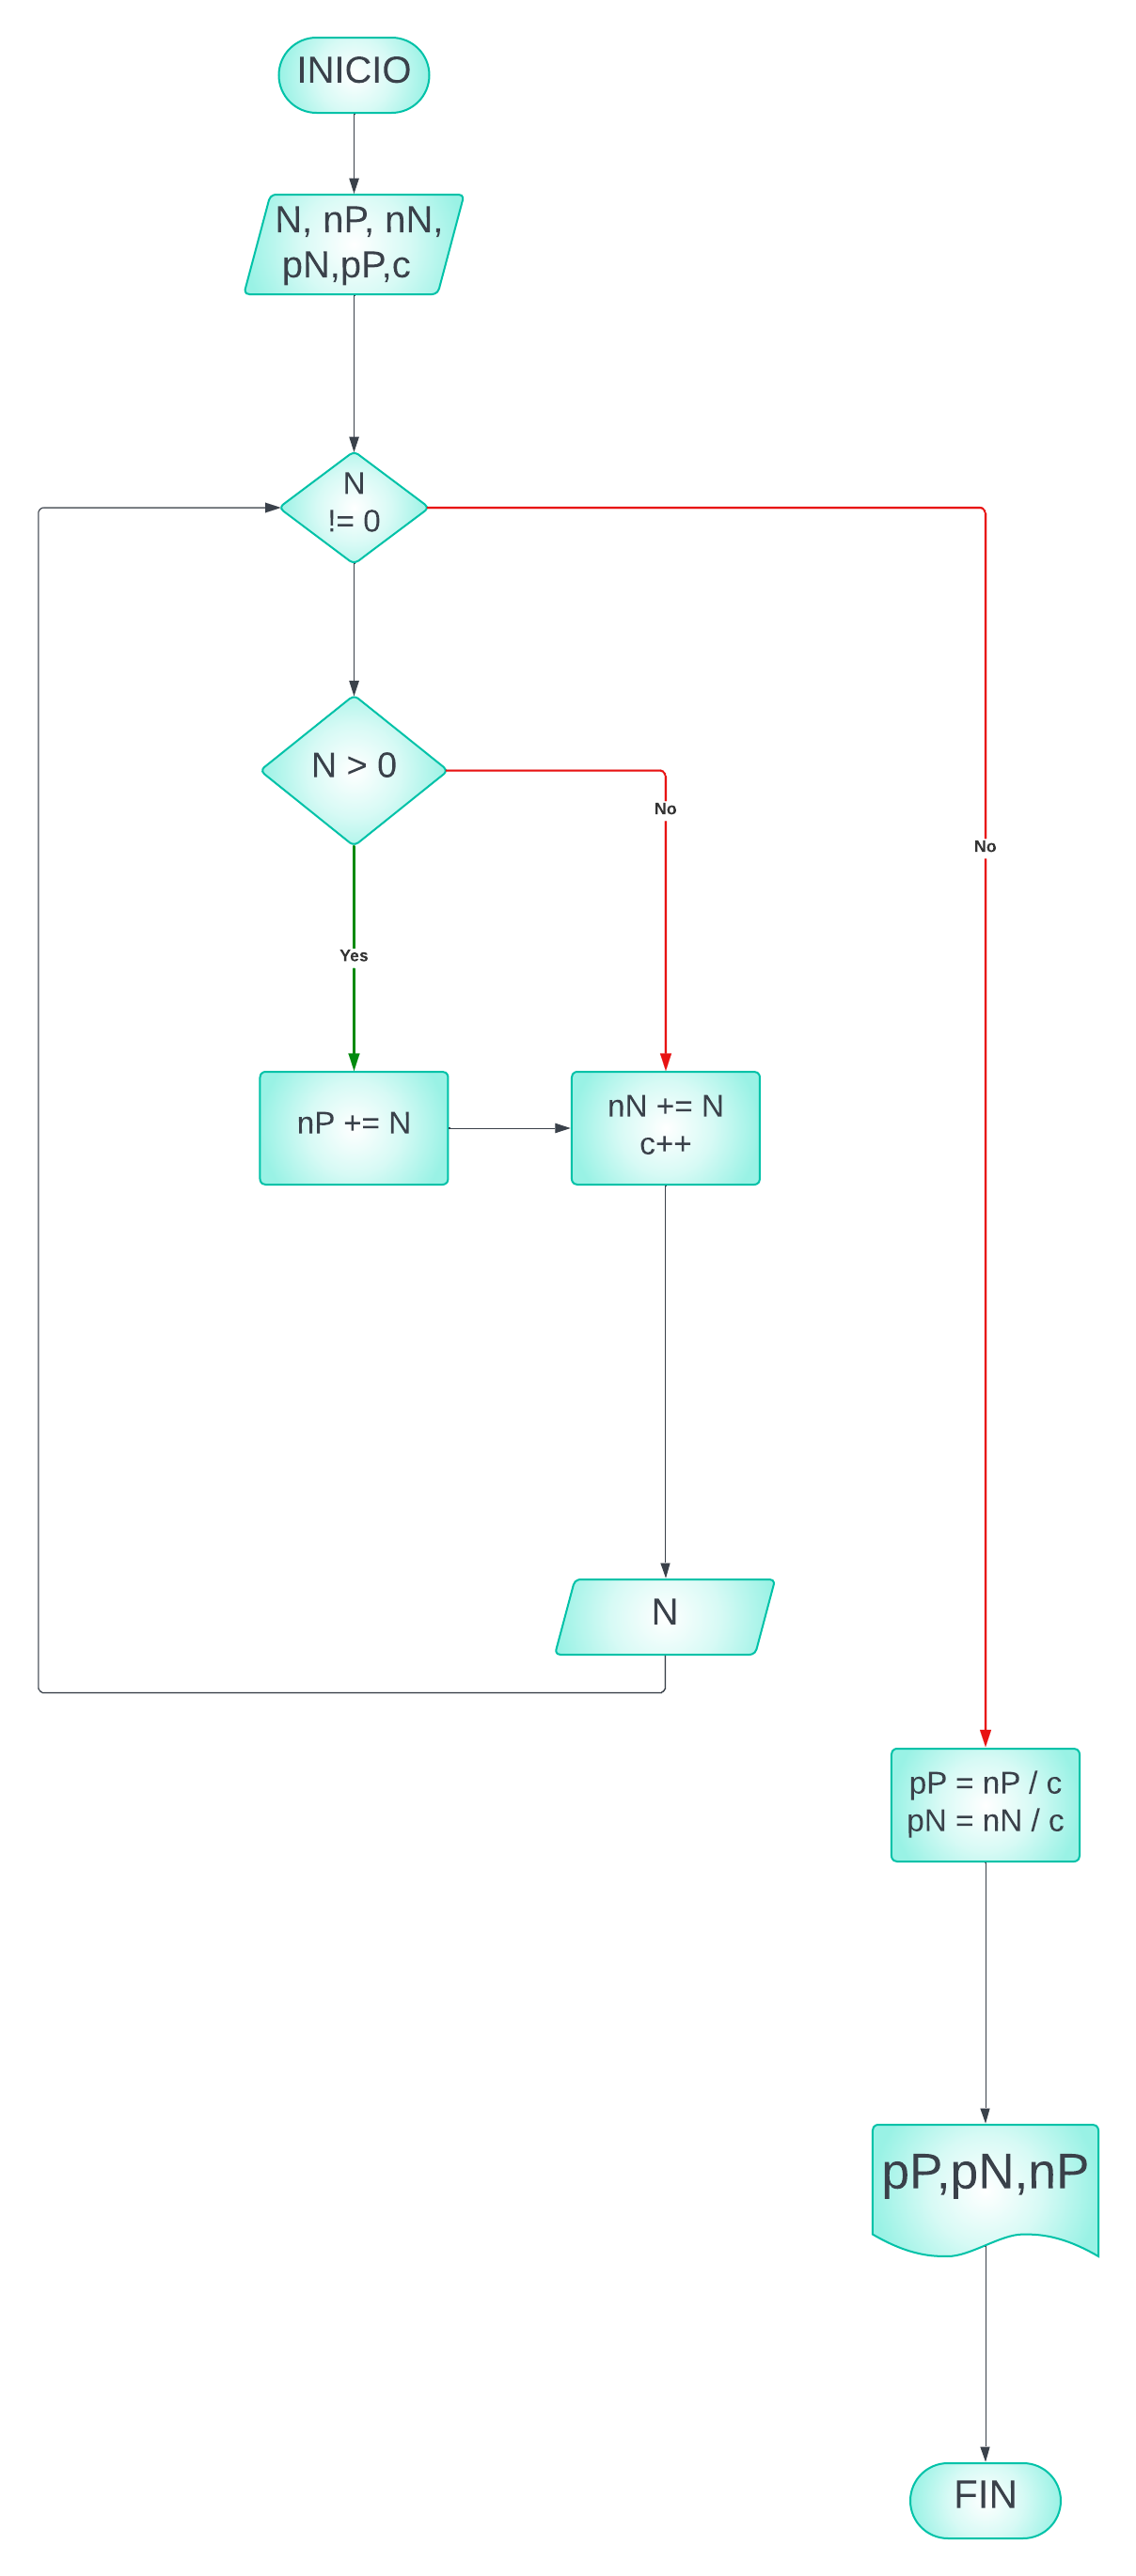 INICIO
N, nP, nN,
pN,pP,c
N
!= 0
N > 0
No
No
Yes
nP += N
nN += N
c++
N
pP = nP / c
pN = nN / c
pP,pN,nP
FIN